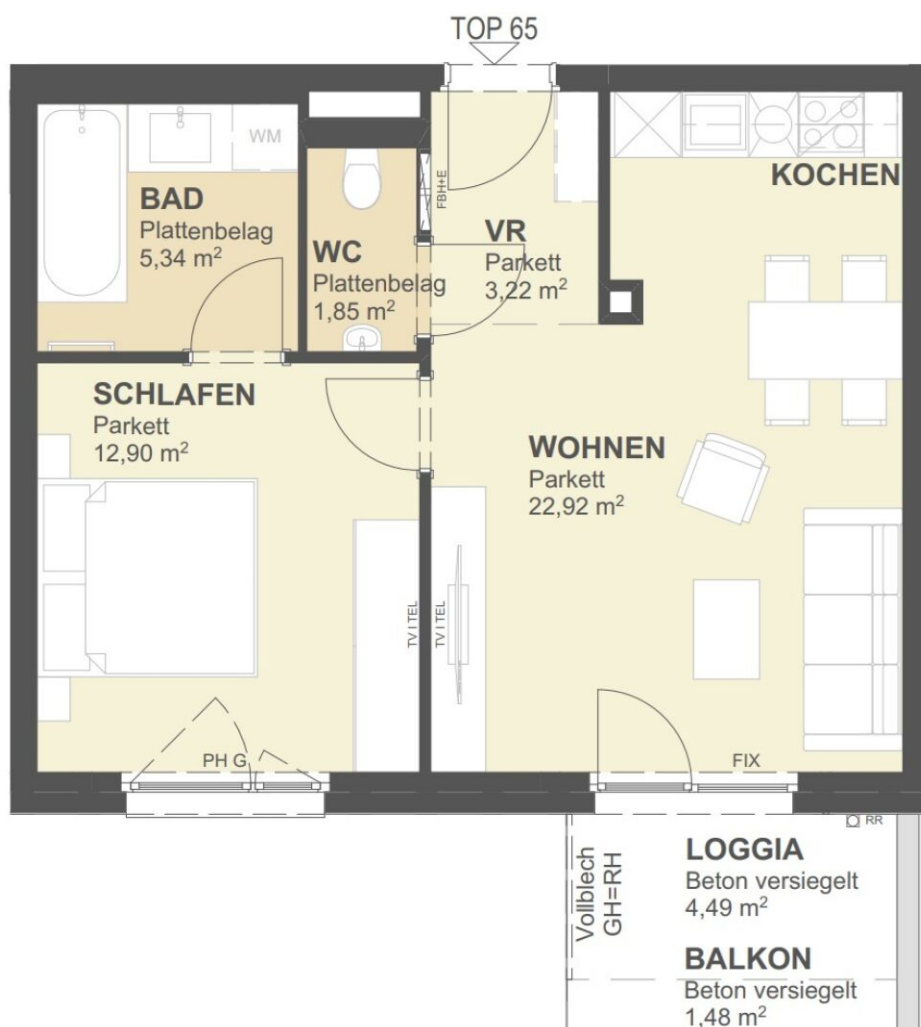 TOP 65
WM
BAD
Plattenbelag
5,34 m²
WC
Plattenbelag
1,85 m²
FBH+E
VR
Parkett
3,22 m²
KOCHEN
SCHLAFEN
Parkett
12,90 m²
WOHNEN
Parkett
22,92 m²
TV I TEL
TV I TEL
PH G
FIX
RR
Vollblech
GH=RH
LOGGIA
Beton versiegelt
4,49 m²
BALKON
Beton versiegelt
1,48 m²